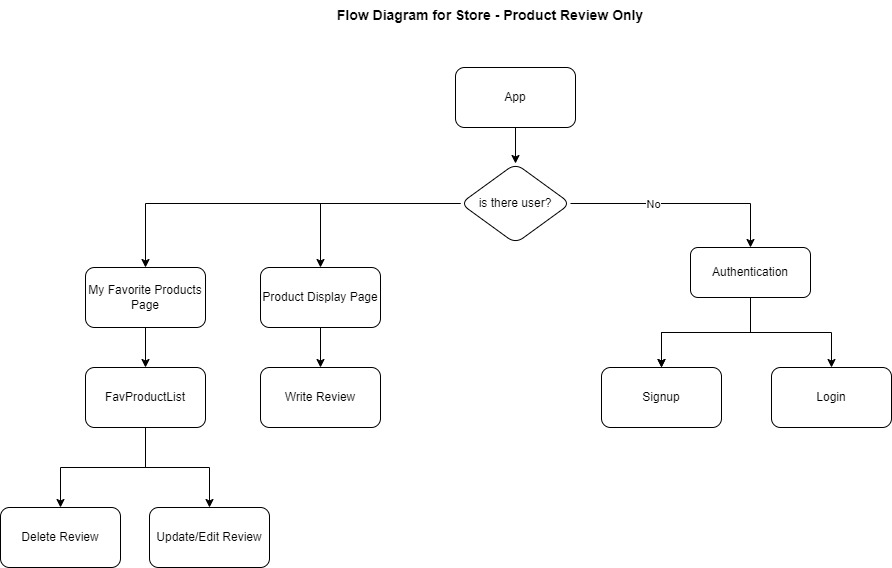 Flow Diagram for Store - Product Review Only
App
is there user?
No
My Favorite Products
Page
Product Display Page
Authentication
FavProductList
Write Review
Signup
Login
Delete Review
Update/Edit Review